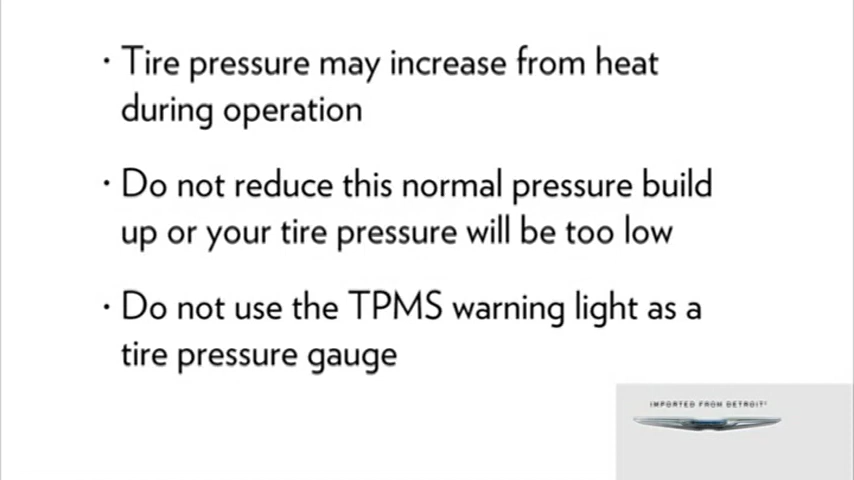 • Tire pressure may increase from heat
during operation
• Do not reduce this normal pressure build
up or your tire pressure will be too low
• Do not use the TPMS warning light as a
tire pressure gauge
IMPORTED FROM DETROIT